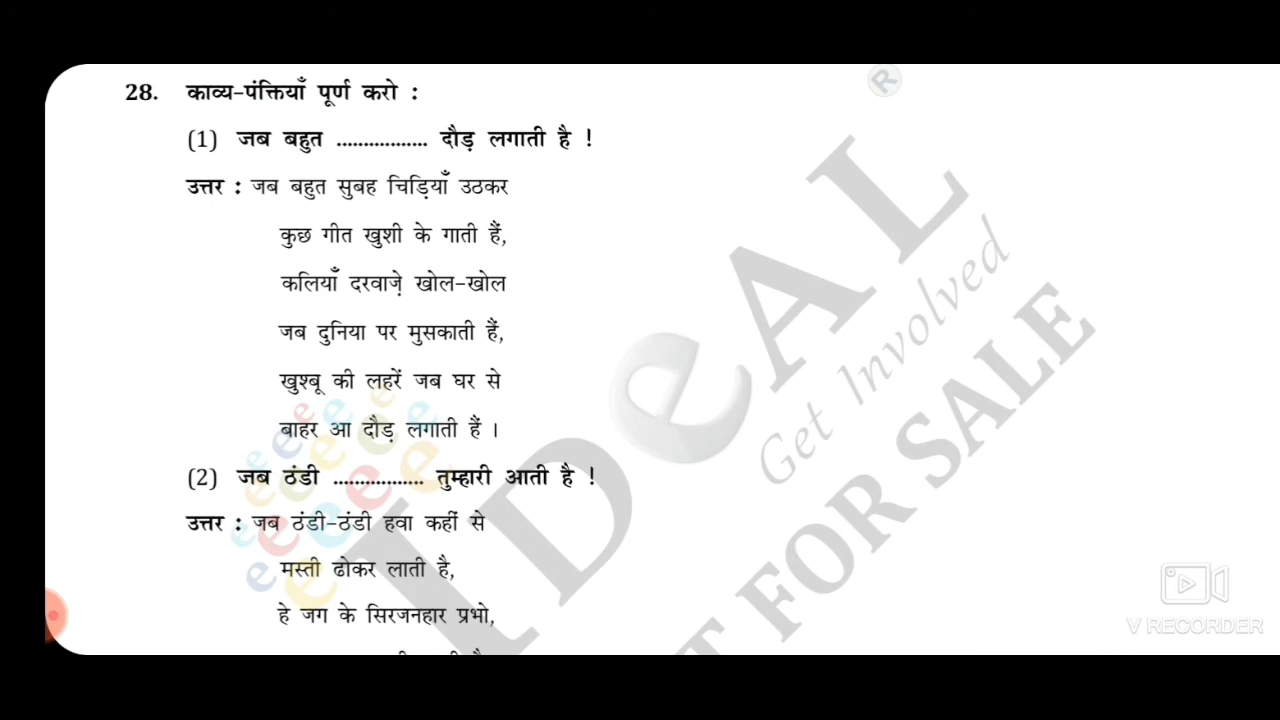 28. काव्य-पंक्तियाँ पूर्ण करो :
(1) जब बहुत ................. दौड़ लगाती है !
उत्तर : जब बहुत सुबह चिड़ियाँ उठकर
कुछ गीत खुशी के गाती हैं,
कलियाँ दरवाज़े खोल-खोल
जब दुनिया पर मुसकाती हैं,
खुश्बू की लहरें जब घर से
बाहर आ दौड़ लगाती हैं ।
(2) जब ठंडी ................. तुम्हारी आती है !
उत्तर : जब ठंडी-ठंडी हवा कहीं से
मस्ती ढोकर लाती है,
हे जग के सिरजनहार प्रभो,
IDeAL ®
Get Involved
FOR SALE
V RECORDER